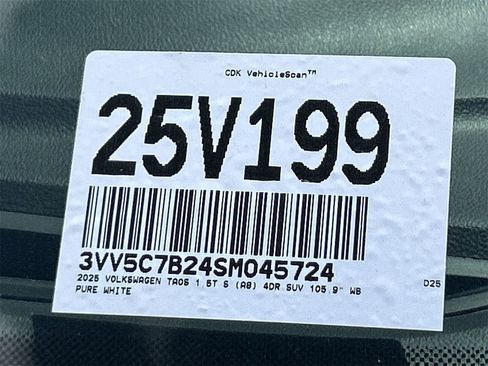 CDK VehicleScan™
25V199
3VV5C7B24SM045724
2025 VOLKSWAGEN TAOS 1.5T S (A8) 4DR SUV 105.9" WB D25
PURE WHITE